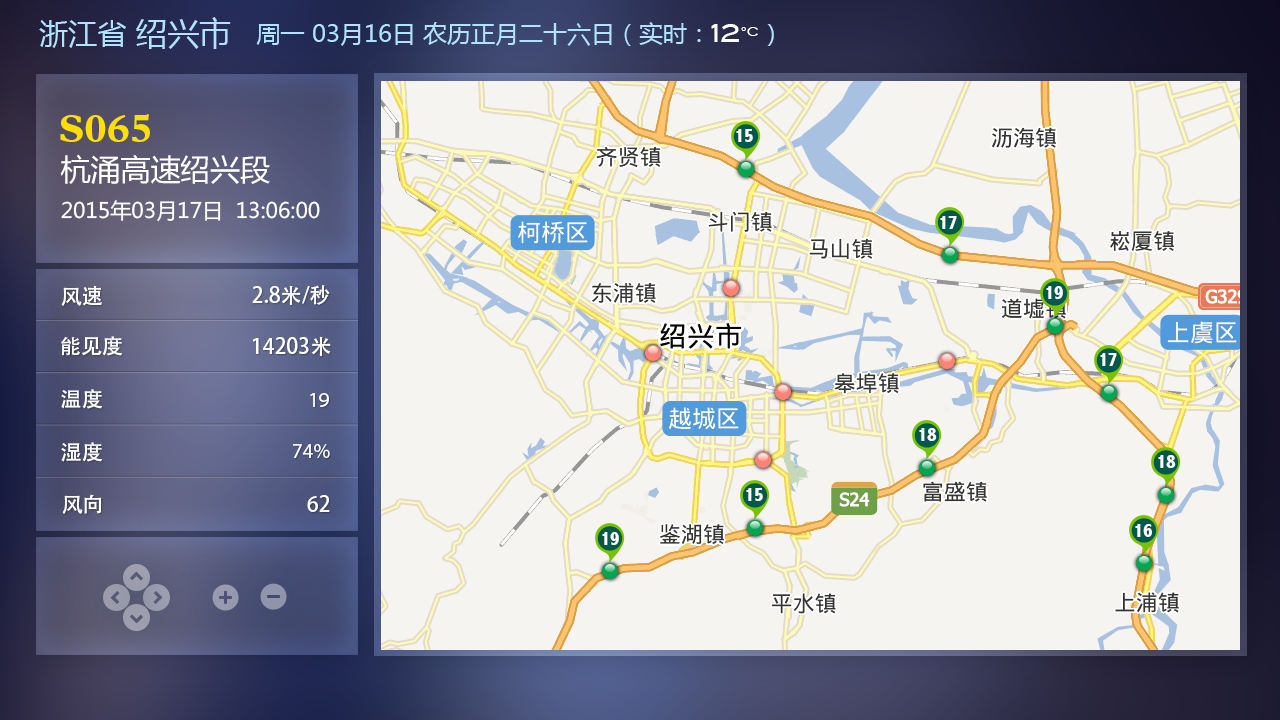 浙江省 绍兴市 周一 03月16日 农历正月二十六日（实时：12℃）
S065
杭涌高速绍兴段
2015年03月17日 13:06:00
风速 2.8米/秒
能见度 14203米
温度 19
湿度 74%
风向 62
15
沥海镇
齐贤镇
17
斗门镇
柯桥区
马山镇
崧厦镇
东浦镇
19
G329
道墟镇
上虞区
绍兴市
17
皋埠镇
越城区
18
18
15
S24
富盛镇
16
鉴湖镇
19
平水镇
上浦镇